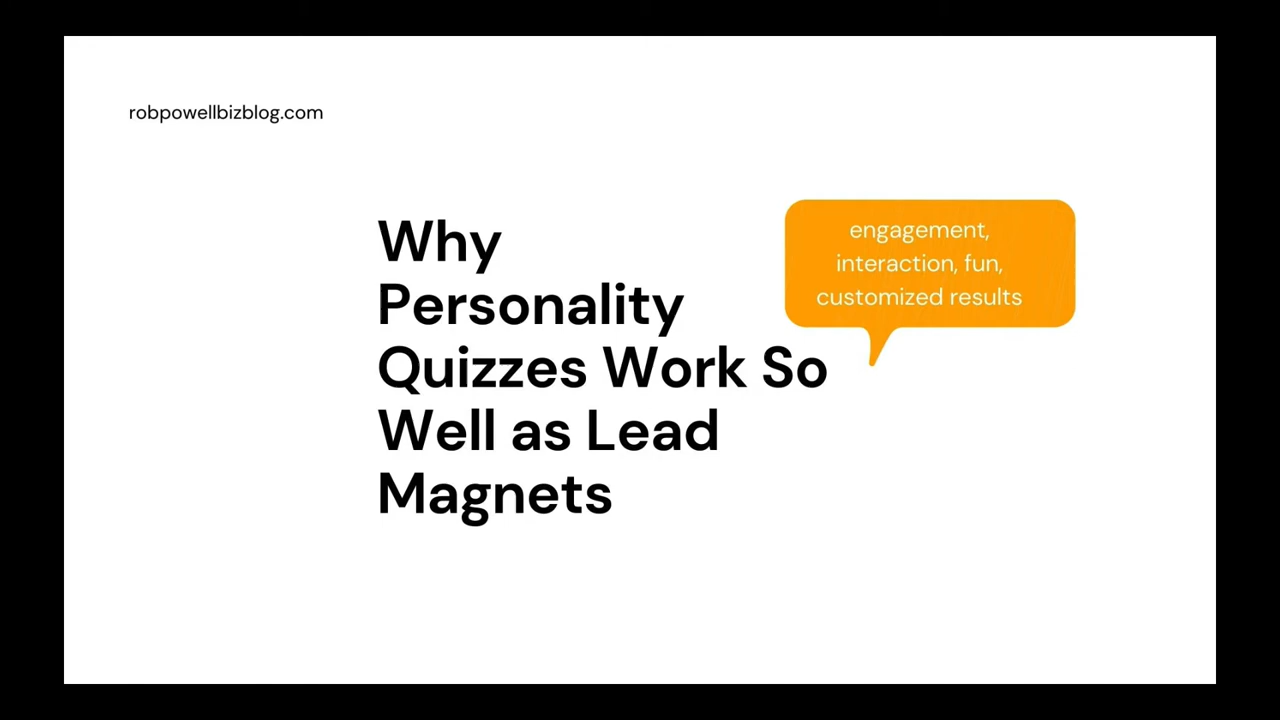 robpowellbizblog.com
Why
Personality
Quizzes Work So
Well as Lead
Magnets
engagement,
interaction, fun,
customized results